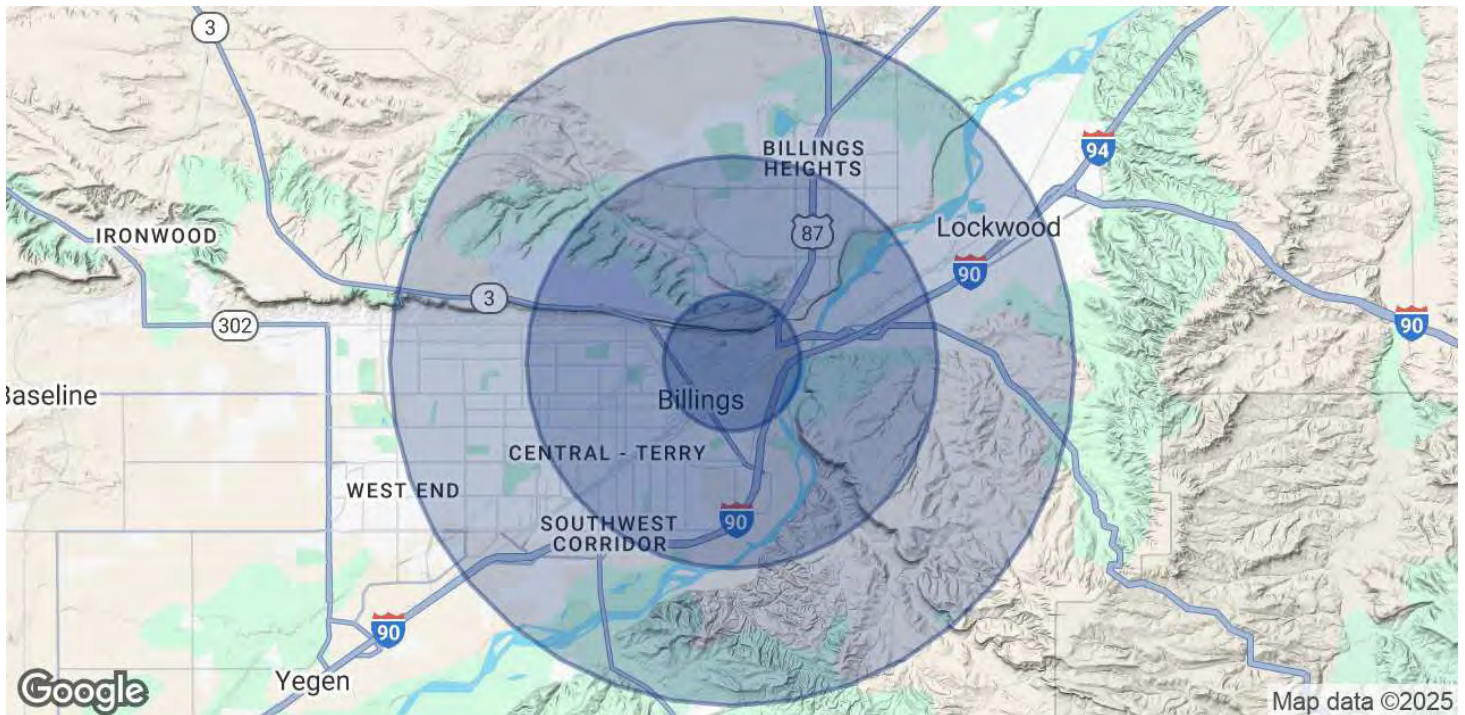 3
BILLINGS
HEIGHTS
94
IRONWOOD
87
Lockwood
90
3
302
90
Baseline
Billings
CENTRAL - TERRY
WEST END
SOUTHWEST
CORRIDOR
90
90
Yegen
Google
Map data ©2025